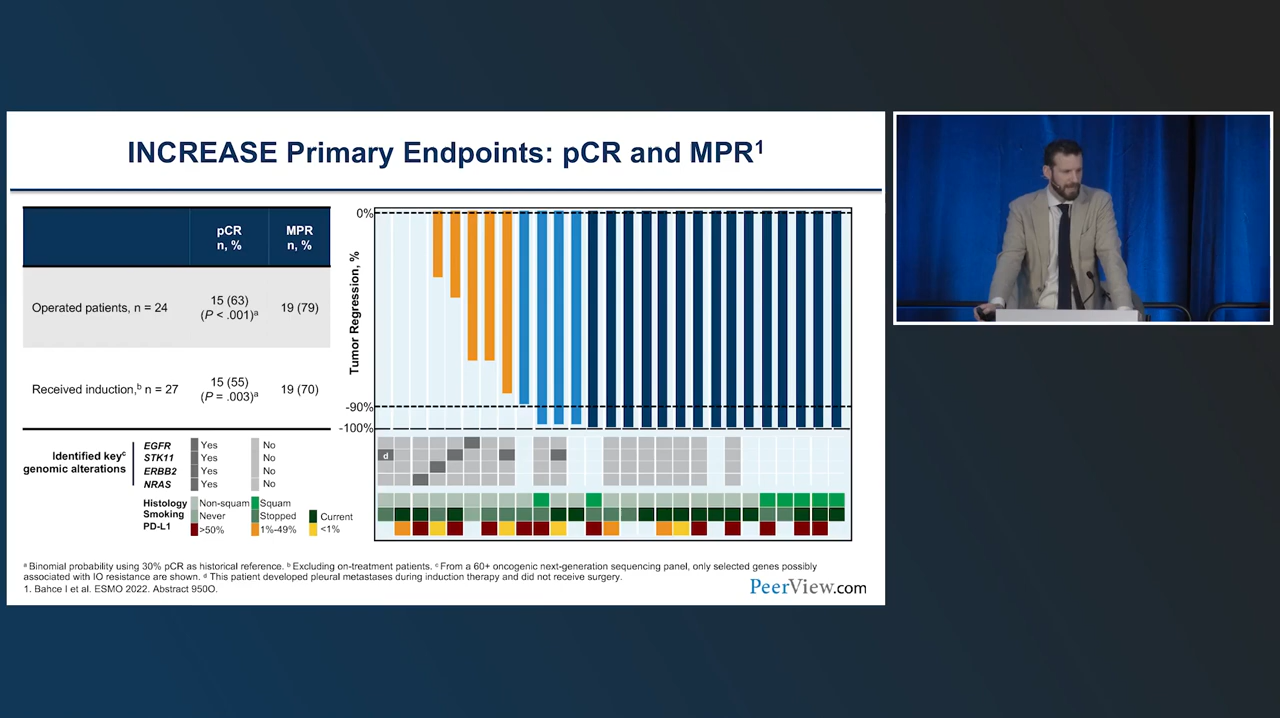 INCREASE Primary Endpoints: pCR and MPR¹
pCR
n, %
MPR
n, %
Operated patients, n = 24
15 (63)
(P < .001)ᵃ
19 (79)
Received induction,ᵇ n = 27
15 (55)
(P = .003)ᵃ
19 (70)
Tumor Regression, %
0%
-90%
-100%
d
Identified keyᶜ
genomic alterations
EGFR Yes No
STK11 Yes No
ERBB2 Yes No
NRAS Yes No
Histology Non-squam Squam
Smoking Never Stopped Current
PD-L1 >50% 1%-49% <1%
ᵃ Binomial probability using 30% pCR as historical reference. ᵇ Excluding on-treatment patients. ᶜ From a 60+ oncogenic next-generation sequencing panel, only selected genes possibly
associated with IO resistance are shown. ᵈ This patient developed pleural metastases during induction therapy and did not receive surgery.
1. Bahce I et al. ESMO 2022. Abstract 950O.
PeerView.com